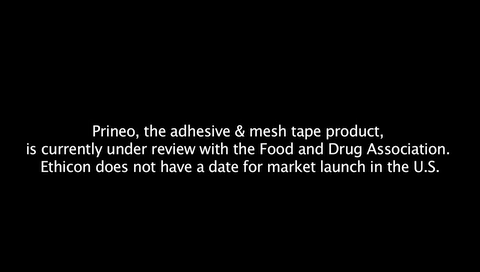 Prineo, the adhesive & mesh tape product,
is currently under review with the Food and Drug Association.
Ethicon does not have a date for market launch in the U.S.